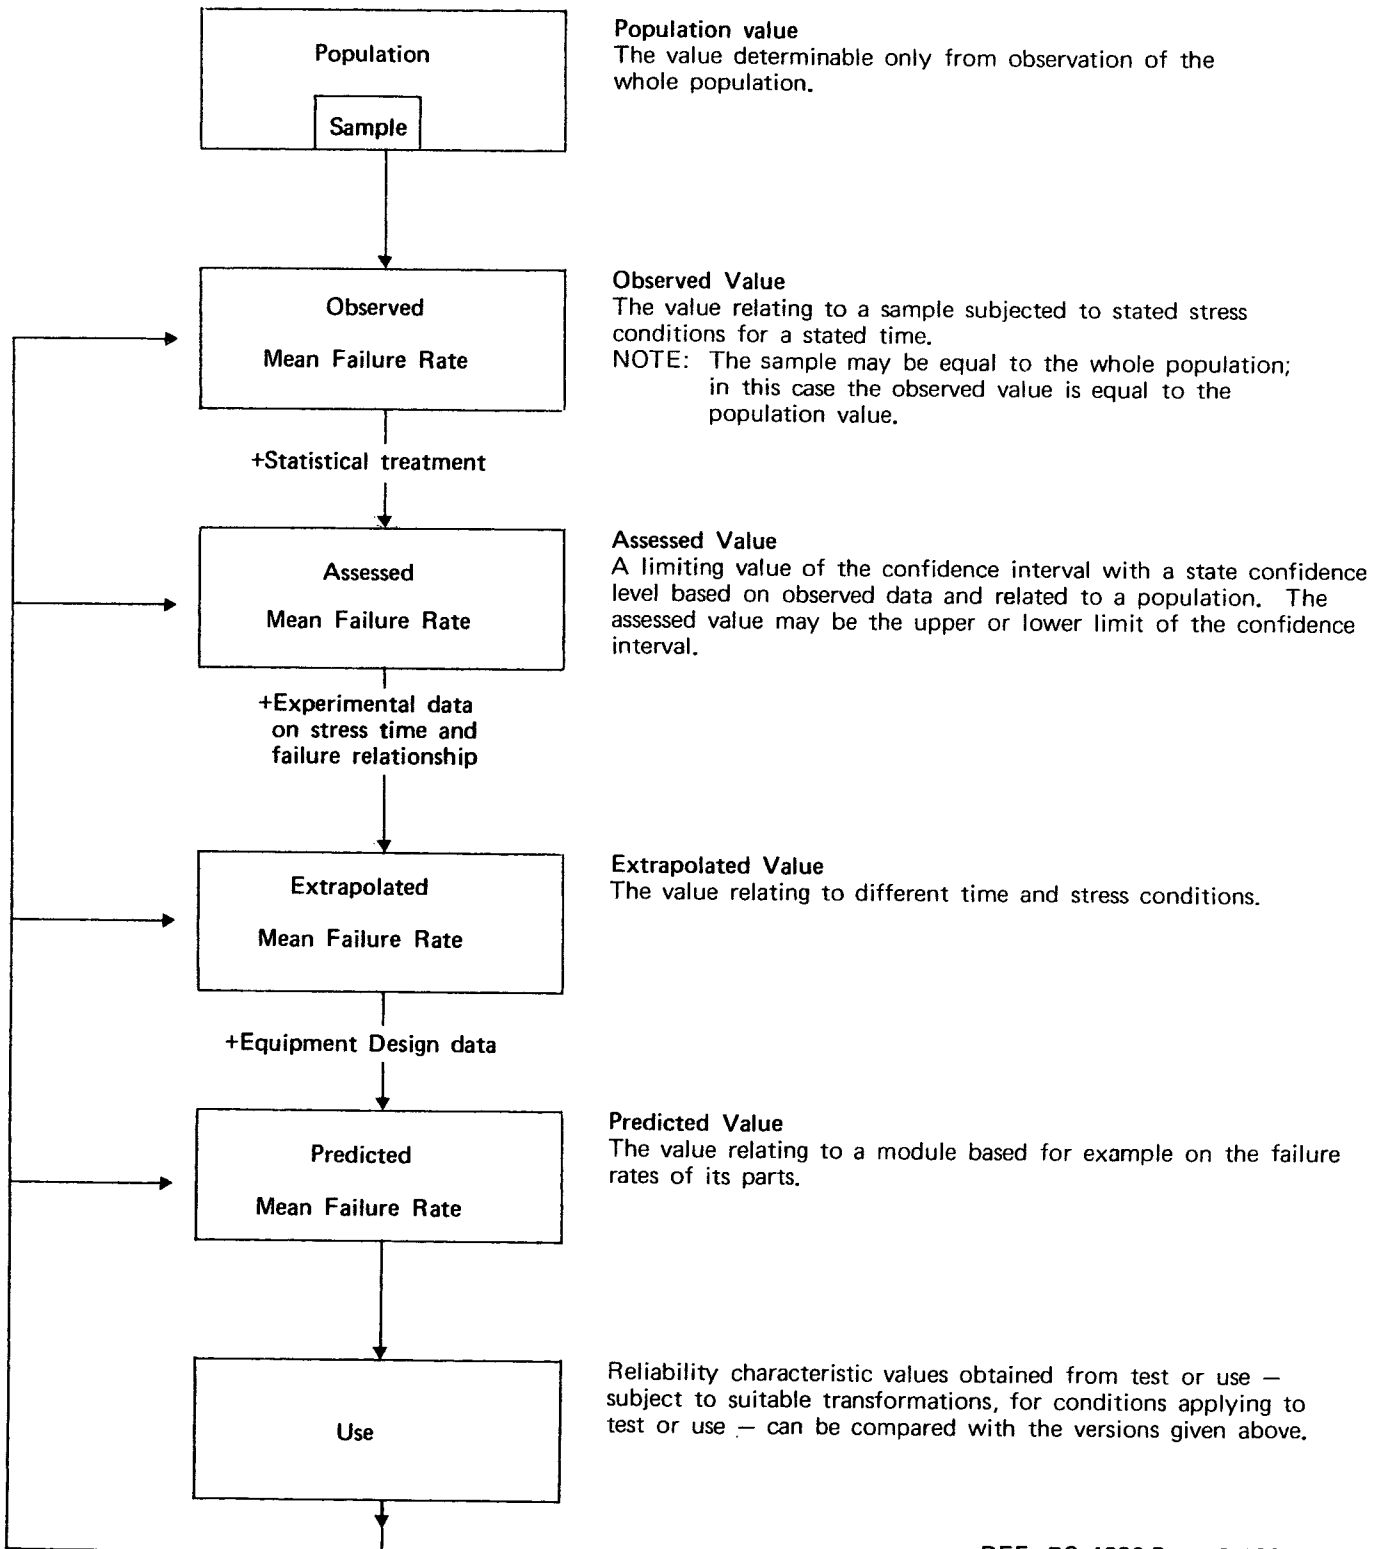 Population
Sample
Population value
The value determinable only from observation of the
whole population.
Observed
Mean Failure Rate
Observed Value
The value relating to a sample subjected to stated stress
conditions for a stated time.
NOTE: The sample may be equal to the whole population;
in this case the observed value is equal to the
population value.
+Statistical treatment
Assessed
Mean Failure Rate
Assessed Value
A limiting value of the confidence interval with a state confidence
level based on observed data and related to a population. The
assessed value may be the upper or lower limit of the confidence
interval.
+Experimental data
on stress time and
failure relationship
Extrapolated
Mean Failure Rate
Extrapolated Value
The value relating to different time and stress conditions.
+Equipment Design data
Predicted
Mean Failure Rate
Predicted Value
The value relating to a module based for example on the failure
rates of its parts.
Use
Reliability characteristic values obtained from test or use —
subject to suitable transformations, for conditions applying to
test or use — can be compared with the versions given above.